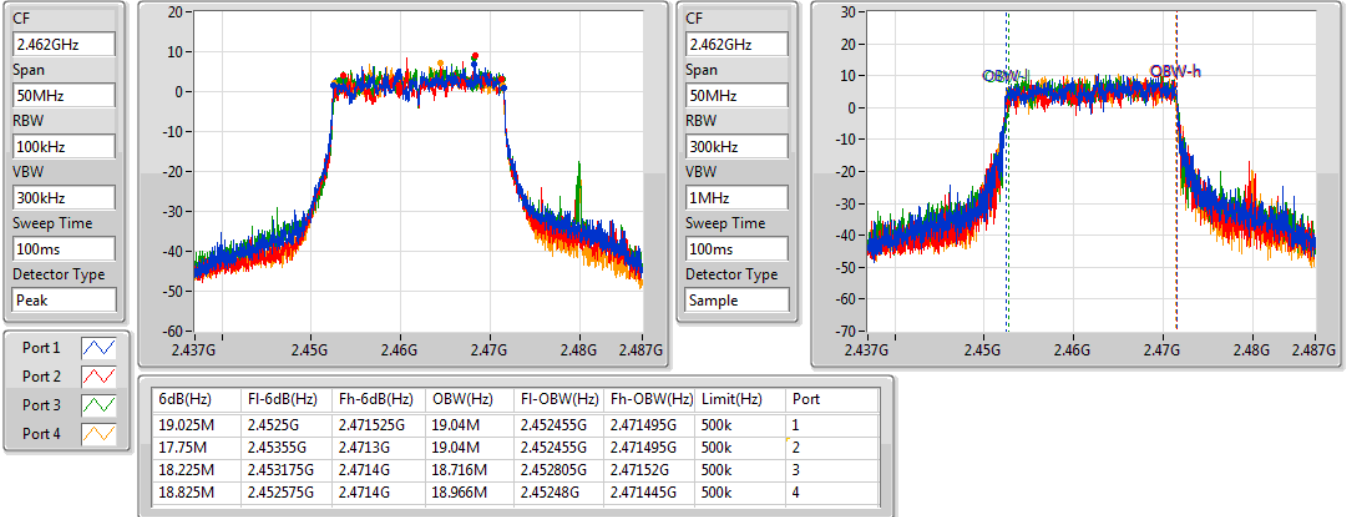 CF
2.462GHz
Span
50MHz
RBW
100kHz
VBW
300kHz
Sweep Time
100ms
Detector Type
Peak
20
10
0
-10
-20
-30
-40
-50
-60
2.437G 2.45G 2.46G 2.47G 2.48G 2.487G
CF
2.462GHz
Span
50MHz
RBW
300kHz
VBW
1MHz
Sweep Time
100ms
Detector Type
Sample
30
20
10
0
-10
-20
-30
-40
-50
-60
-70
OBW-l OBW-h
2.437G 2.45G 2.46G 2.47G 2.48G 2.487G
Port 1
Port 2
Port 3
Port 4
6dB(Hz) Fl-6dB(Hz) Fh-6dB(Hz) OBW(Hz) Fl-OBW(Hz) Fh-OBW(Hz) Limit(Hz) Port
19.025M 2.4525G 2.471525G 19.04M 2.452455G 2.471495G 500k 1
17.75M 2.45355G 2.4713G 19.04M 2.452455G 2.471495G 500k 2
18.225M 2.453175G 2.4714G 18.716M 2.452805G 2.47152G 500k 3
18.825M 2.452575G 2.4714G 18.966M 2.45248G 2.471445G 500k 4